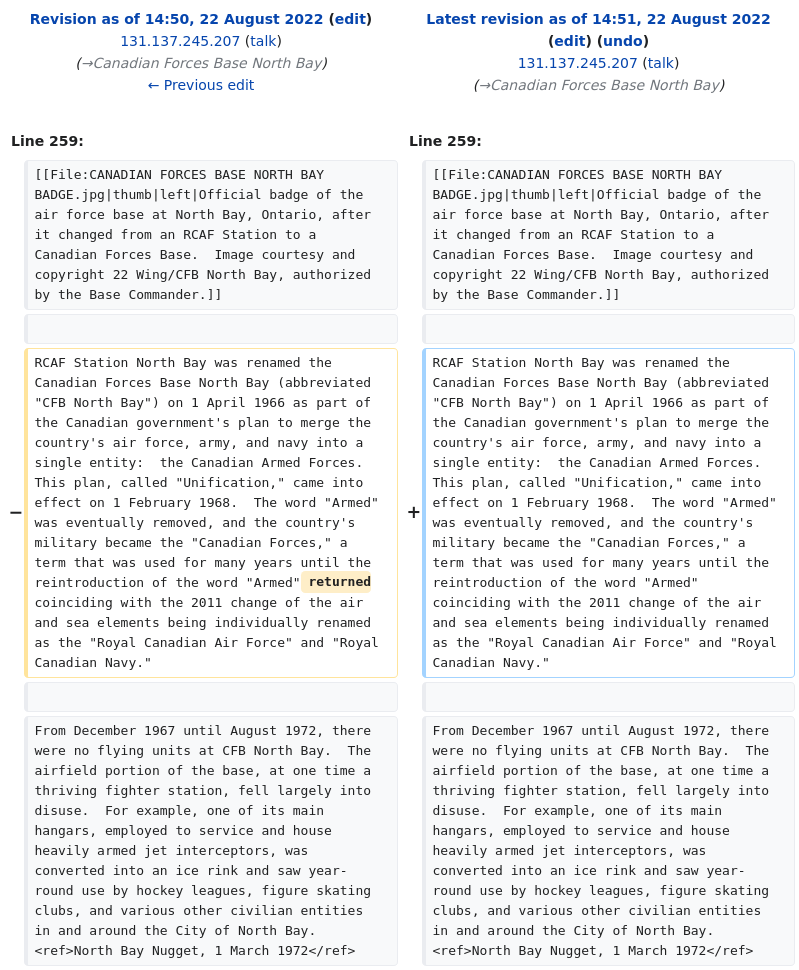 Revision as of 14:50, 22 August 2022 (edit)
131.137.245.207 (talk)
(→Canadian Forces Base North Bay)
← Previous edit
Latest revision as of 14:51, 22 August 2022
(edit) (undo)
131.137.245.207 (talk)
(→Canadian Forces Base North Bay)
Line 259:
[[File:CANADIAN FORCES BASE NORTH BAY
BADGE.jpg|thumb|left|Official badge of the
air force base at North Bay, Ontario, after
it changed from an RCAF Station to a
Canadian Forces Base.  Image courtesy and
copyright 22 Wing/CFB North Bay, authorized
by the Base Commander.]]
−
RCAF Station North Bay was renamed the
Canadian Forces Base North Bay (abbreviated
"CFB North Bay") on 1 April 1966 as part of
the Canadian government's plan to merge the
country's air force, army, and navy into a
single entity:  the Canadian Armed Forces.
This plan, called "Unification," came into
effect on 1 February 1968.  The word "Armed"
was eventually removed, and the country's
military became the "Canadian Forces," a
term that was used for many years until the
reintroduction of the word "Armed" returned
coinciding with the 2011 change of the air
and sea elements being individually renamed
as the "Royal Canadian Air Force" and "Royal
Canadian Navy."
From December 1967 until August 1972, there
were no flying units at CFB North Bay.  The
airfield portion of the base, at one time a
thriving fighter station, fell largely into
disuse.  For example, one of its main
hangars, employed to service and house
heavily armed jet interceptors, was
converted into an ice rink and saw year-
round use by hockey leagues, figure skating
clubs, and various other civilian entities
in and around the City of North Bay.
<ref>North Bay Nugget, 1 March 1972</ref>
Line 259:
[[File:CANADIAN FORCES BASE NORTH BAY
BADGE.jpg|thumb|left|Official badge of the
air force base at North Bay, Ontario, after
it changed from an RCAF Station to a
Canadian Forces Base.  Image courtesy and
copyright 22 Wing/CFB North Bay, authorized
by the Base Commander.]]
+
RCAF Station North Bay was renamed the
Canadian Forces Base North Bay (abbreviated
"CFB North Bay") on 1 April 1966 as part of
the Canadian government's plan to merge the
country's air force, army, and navy into a
single entity:  the Canadian Armed Forces.
This plan, called "Unification," came into
effect on 1 February 1968.  The word "Armed"
was eventually removed, and the country's
military became the "Canadian Forces," a
term that was used for many years until the
reintroduction of the word "Armed"
coinciding with the 2011 change of the air
and sea elements being individually renamed
as the "Royal Canadian Air Force" and "Royal
Canadian Navy."
From December 1967 until August 1972, there
were no flying units at CFB North Bay.  The
airfield portion of the base, at one time a
thriving fighter station, fell largely into
disuse.  For example, one of its main
hangars, employed to service and house
heavily armed jet interceptors, was
converted into an ice rink and saw year-
round use by hockey leagues, figure skating
clubs, and various other civilian entities
in and around the City of North Bay.
<ref>North Bay Nugget, 1 March 1972</ref>